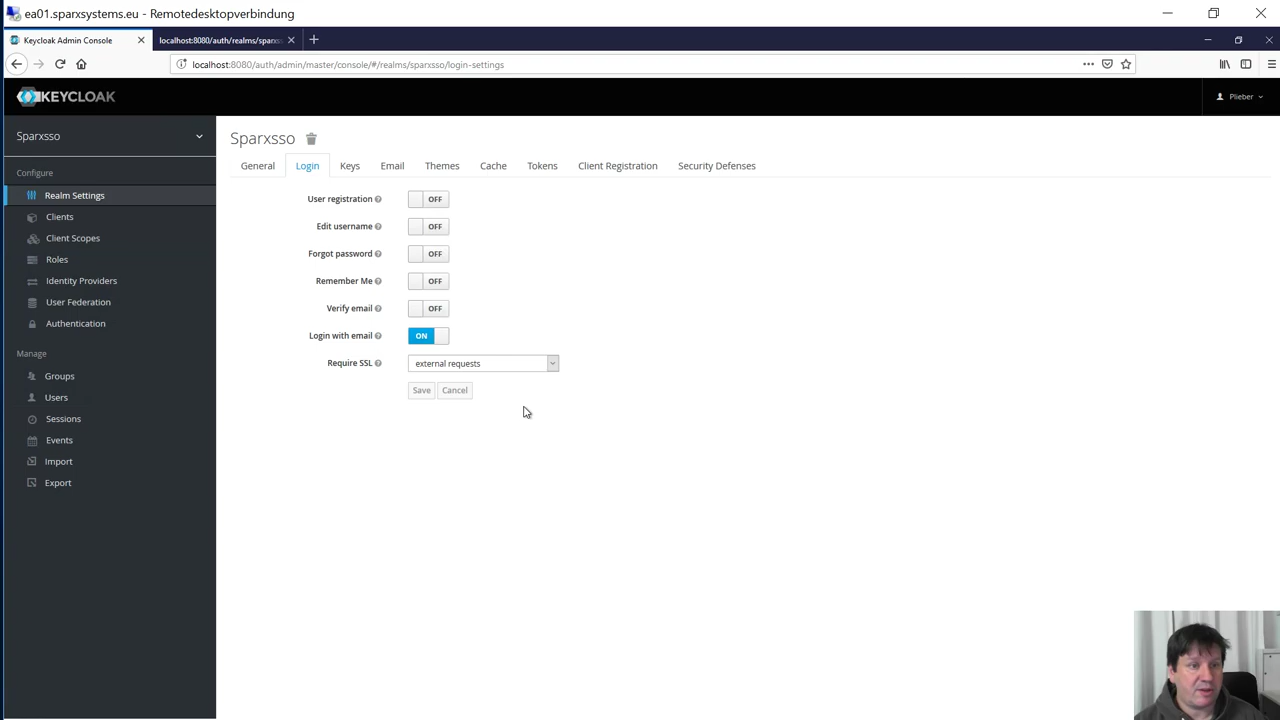 ea01.sparxsystems.eu - Remotedesktopverbindung
Keycloak Admin Console
localhost:8080/auth/realms/sparxs
localhost:8080/auth/admin/master/console/#/realms/sparxsso/login-settings
KEYCLOAK
Plieber
Sparxsso
Configure
Realm Settings
Clients
Client Scopes
Roles
Identity Providers
User Federation
Authentication
Manage
Groups
Users
Sessions
Events
Import
Export
Sparxsso
General Login Keys Email Themes Cache Tokens Client Registration Security Defenses
User registration OFF
Edit username OFF
Forgot password OFF
Remember Me OFF
Verify email OFF
Login with email ON
Require SSL external requests
Save Cancel